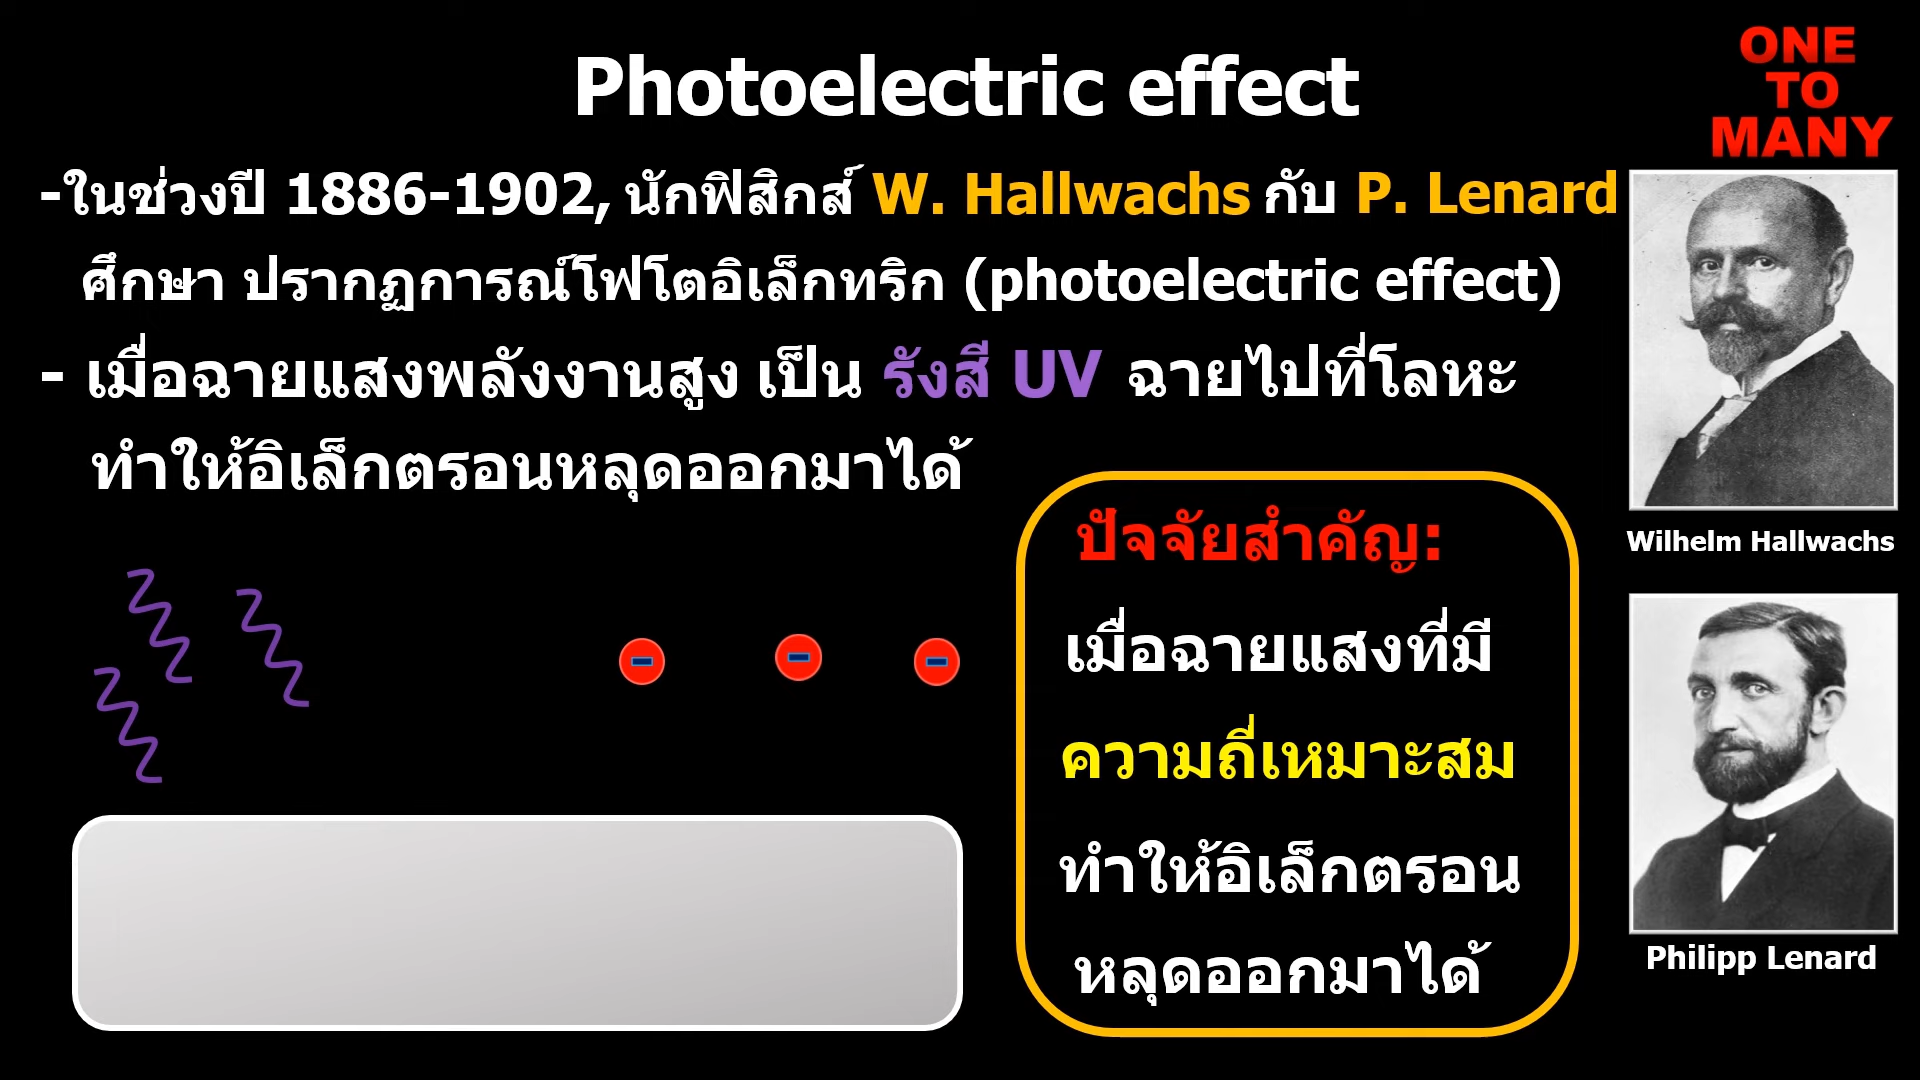 Photoelectric effect
ONE
TO
MANY
-ในช่วงปี 1886-1902, นักฟิสิกส์ W. Hallwachs กับ P. Lenard
ศึกษา ปรากฏการณ์โฟโตอิเล็กทริก (photoelectric effect)
- เมื่อฉายแสงพลังงานสูง เป็น รังสี UV ฉายไปที่โลหะ
ทำให้อิเล็กตรอนหลุดออกมาได้
ปัจจัยสำคัญ:
เมื่อฉายแสงที่มี
ความถี่เหมาะสม
ทำให้อิเล็กตรอน
หลุดออกมาได้
Wilhelm Hallwachs
Philipp Lenard